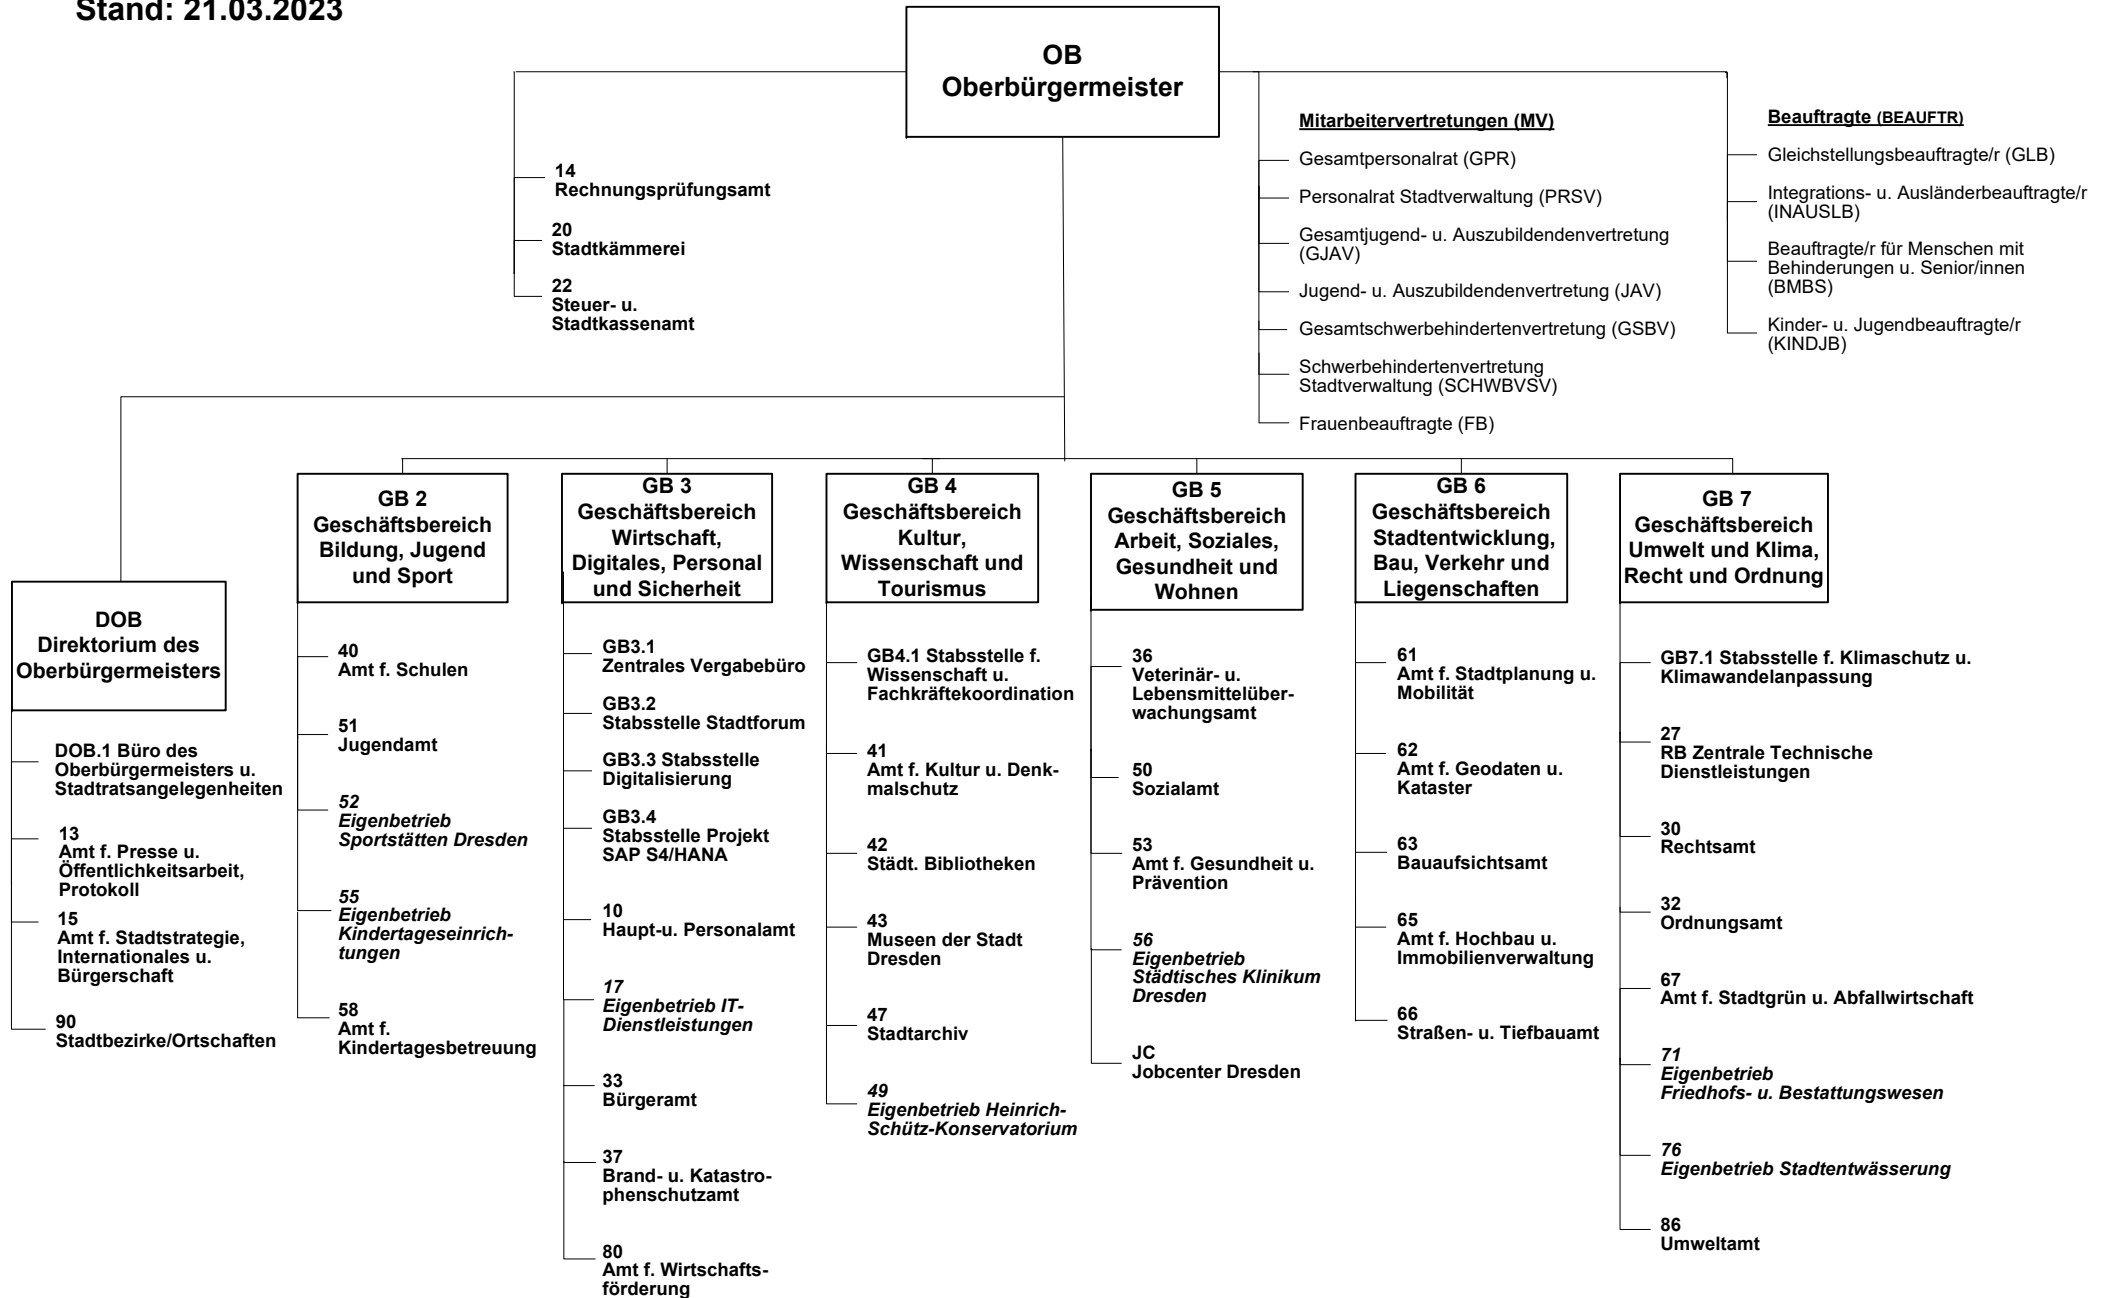 Stand: 21.03.2023
OB
Oberbürgermeister
14
Rechnungsprüfungsamt
20
Stadtkämmerei
22
Steuer- u.
Stadtkassenamt
Mitarbeitervertretungen (MV)
Gesamtpersonalrat (GPR)
Personalrat Stadtverwaltung (PRSV)
Gesamtjugend- u. Auszubildendenvertretung
(GJAV)
Jugend- u. Auszubildendenvertretung (JAV)
Gesamtschwerbehindertenvertretung (GSBV)
Schwerbehindertenvertretung
Stadtverwaltung (SCHWBVSV)
Frauenbeauftragte (FB)
Beauftragte (BEAUFTR)
Gleichstellungsbeauftragte/r (GLB)
Integrations- u. Ausländerbeauftragte/r
(INAUSLB)
Beauftragte/r für Menschen mit
Behinderungen u. Senior/innen
(BMBS)
Kinder- u. Jugendbeauftragte/r
(KINDJB)
DOB
Direktorium des
Oberbürgermeisters
DOB.1 Büro des
Oberbürgermeisters u.
Stadtratsangelegenheiten
13
Amt f. Presse u.
Öffentlichkeitsarbeit,
Protokoll
15
Amt f. Stadtstrategie,
Internationales u.
Bürgerschaft
90
Stadtbezirke/Ortschaften
GB 2
Geschäftsbereich
Bildung, Jugend
und Sport
40
Amt f. Schulen
51
Jugendamt
52
Eigenbetrieb
Sportstätten Dresden
55
Eigenbetrieb
Kindertageseinrich-
tungen
58
Amt f.
Kindertagesbetreuung
GB 3
Geschäftsbereich
Wirtschaft,
Digitales, Personal
und Sicherheit
GB3.1
Zentrales Vergabebüro
GB3.2
Stabsstelle Stadtforum
GB3.3 Stabsstelle
Digitalisierung
GB3.4
Stabsstelle Projekt
SAP S4/HANA
10
Haupt-u. Personalamt
17
Eigenbetrieb IT-
Dienstleistungen
33
Bürgeramt
37
Brand- u. Katastro-
phenschutzamt
80
Amt f. Wirtschafts-
förderung
GB 4
Geschäftsbereich
Kultur,
Wissenschaft und
Tourismus
GB4.1 Stabsstelle f.
Wissenschaft u.
Fachkräftekoordination
41
Amt f. Kultur u. Denk-
malschutz
42
Städt. Bibliotheken
43
Museen der Stadt
Dresden
47
Stadtarchiv
49
Eigenbetrieb Heinrich-
Schütz-Konservatorium
GB 5
Geschäftsbereich
Arbeit, Soziales,
Gesundheit und
Wohnen
36
Veterinär- u.
Lebensmittelüber-
wachungsamt
50
Sozialamt
53
Amt f. Gesundheit u.
Prävention
56
Eigenbetrieb
Städtisches Klinikum
Dresden
JC
Jobcenter Dresden
GB 6
Geschäftsbereich
Stadtentwicklung,
Bau, Verkehr und
Liegenschaften
61
Amt f. Stadtplanung u.
Mobilität
62
Amt f. Geodaten u.
Kataster
63
Bauaufsichtsamt
65
Amt f. Hochbau u.
Immobilienverwaltung
66
Straßen- u. Tiefbauamt
GB 7
Geschäftsbereich
Umwelt und Klima,
Recht und Ordnung
GB7.1 Stabsstelle f. Klimaschutz u.
Klimawandelanpassung
27
RB Zentrale Technische
Dienstleistungen
30
Rechtsamt
32
Ordnungsamt
67
Amt f. Stadtgrün u. Abfallwirtschaft
71
Eigenbetrieb
Friedhofs- u. Bestattungswesen
76
Eigenbetrieb Stadtentwässerung
86
Umweltamt